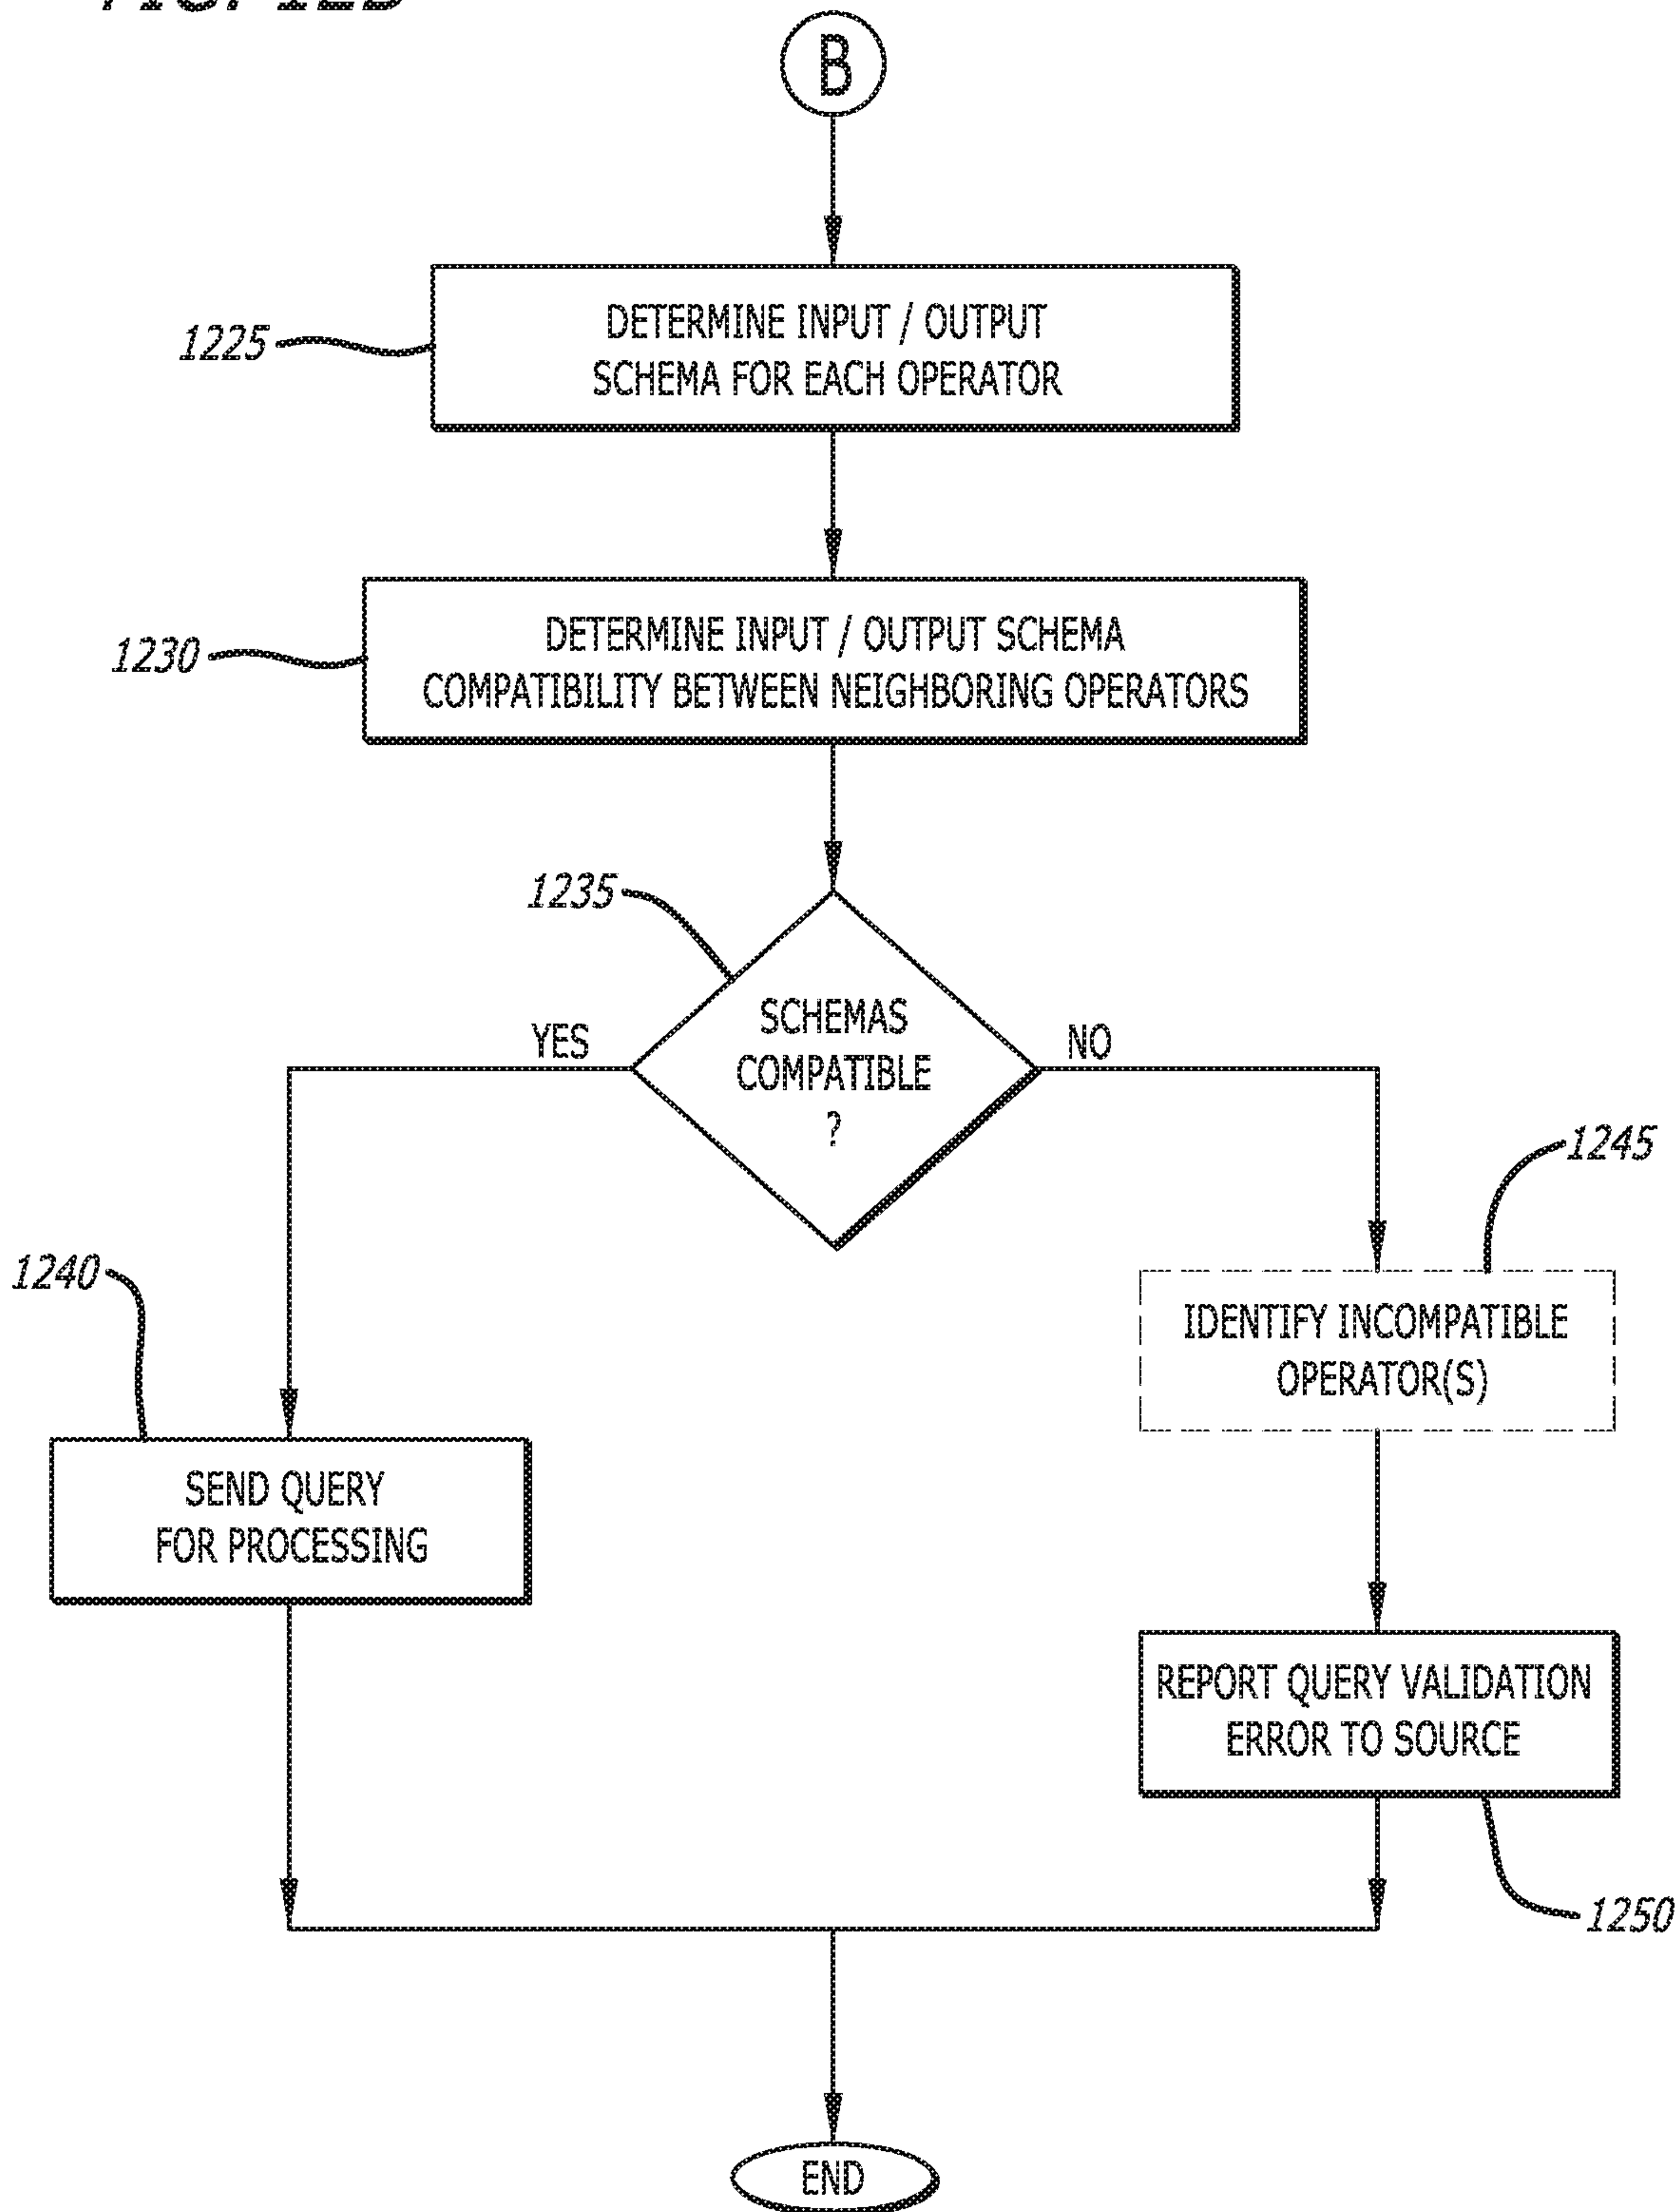 B
DETERMINE INPUT / OUTPUT
SCHEMA FOR EACH OPERATOR
1225
DETERMINE INPUT / OUTPUT SCHEMA
COMPATIBILITY BETWEEN NEIGHBORING OPERATORS
1230
1235
SCHEMAS
COMPATIBLE
?
YES
NO
1245
IDENTIFY INCOMPATIBLE
OPERATOR(S)
1240
SEND QUERY
FOR PROCESSING
REPORT QUERY VALIDATION
ERROR TO SOURCE
1250
END